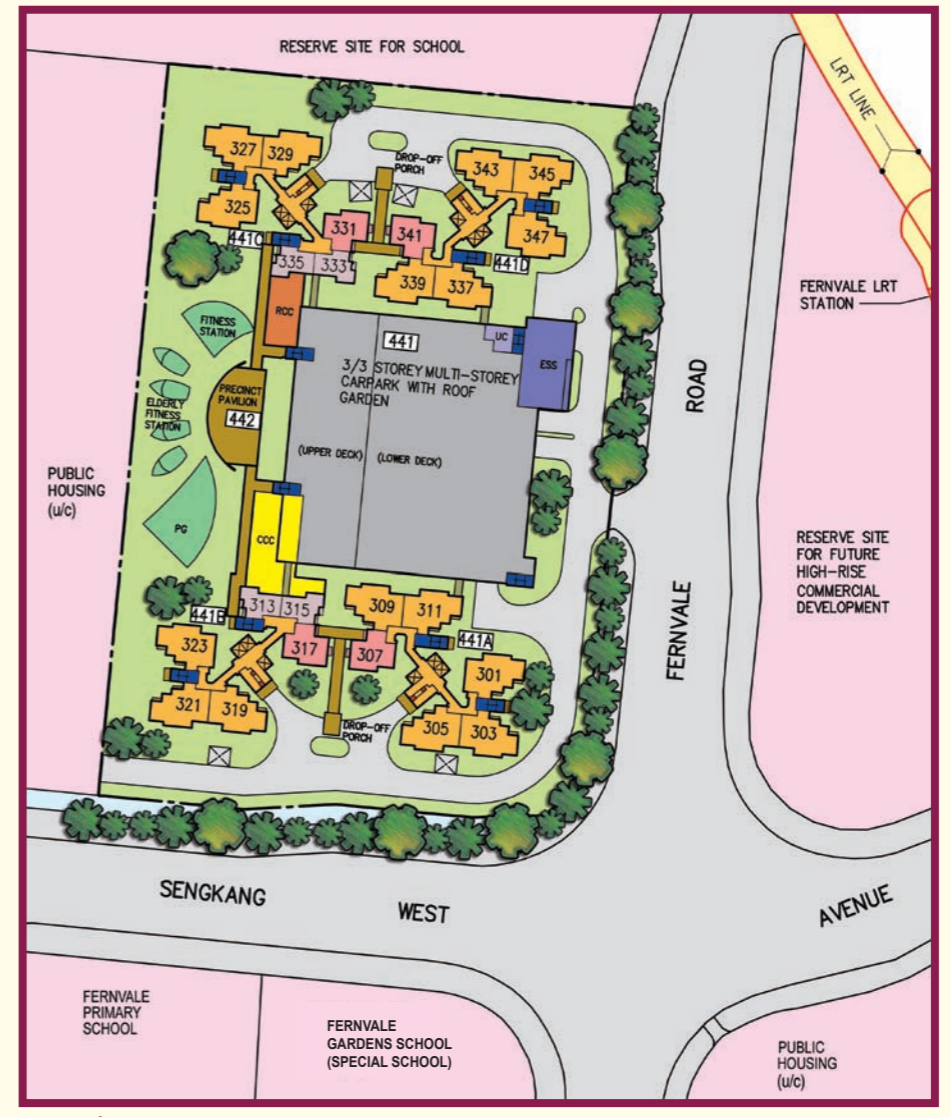 RESERVE SITE FOR SCHOOL
LRT LINE
327
329
DROP-OFF
PORCH
343
345
325
331
341
347
441C
335
333
441D
339
337
FERNVALE LRT
STATION
RCC
FITNESS
STATION
441
UC
ESS
3/3 STOREY MULTI-STOREY
CARPARK WITH ROOF
GARDEN
PRECINCT
PAVILION
442
ELDERLY
FITNESS
STATION
(UPPER DECK)
(LOWER DECK)
ROAD
PUBLIC
HOUSING
(u/c)
PG
CCC
RESERVE SITE
FOR FUTURE
HIGH-RISE
COMMERCIAL
DEVELOPMENT
FERNVALE
313
315
309
311
441B
441A
323
317
307
301
321
319
305
303
DROP-OFF
PORCH
SENGKANG
WEST
AVENUE
FERNVALE
PRIMARY
SCHOOL
FERNVALE
GARDENS SCHOOL
(SPECIAL SCHOOL)
PUBLIC
HOUSING
(u/c)